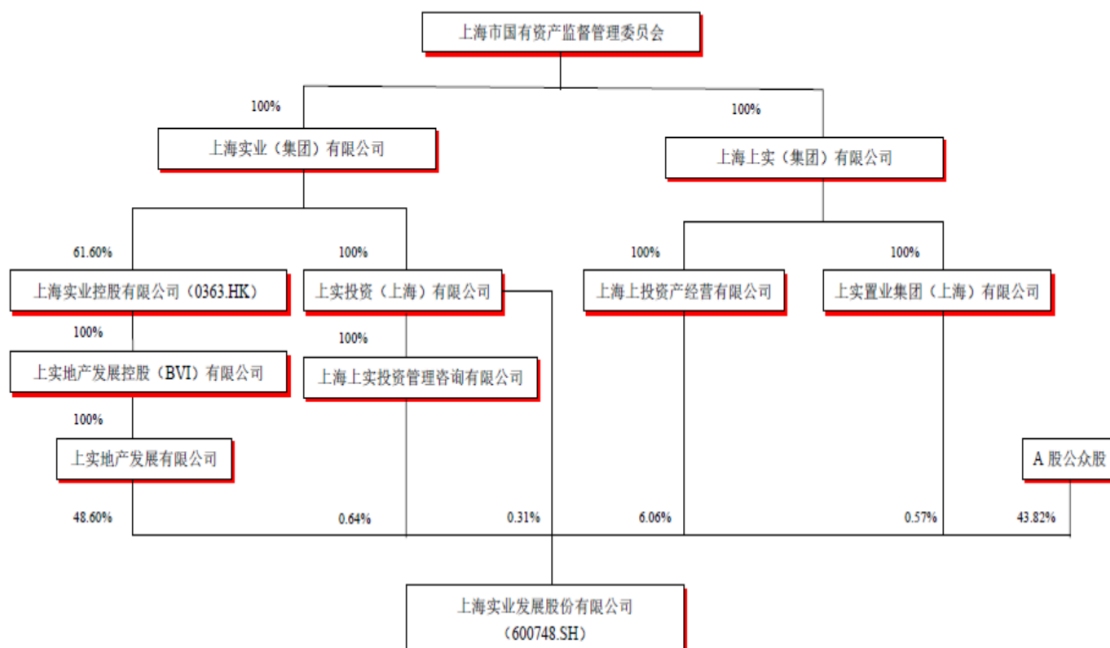 上海市国有资产监督管理委员会
100%
100%
上海实业（集团）有限公司
上海上实（集团）有限公司
61.60%
100%
100%
100%
上海实业控股有限公司（0363.HK）
上实投资（上海）有限公司
上海上投资产经营有限公司
上实置业集团（上海）有限公司
100%
100%
上实地产发展控股（BVI）有限公司
上海上实投资管理咨询有限公司
100%
上实地产发展有限公司
A 股公众股
48.60%
0.64%
0.31%
6.06%
0.57%
43.82%
上海实业发展股份有限公司
（600748.SH）